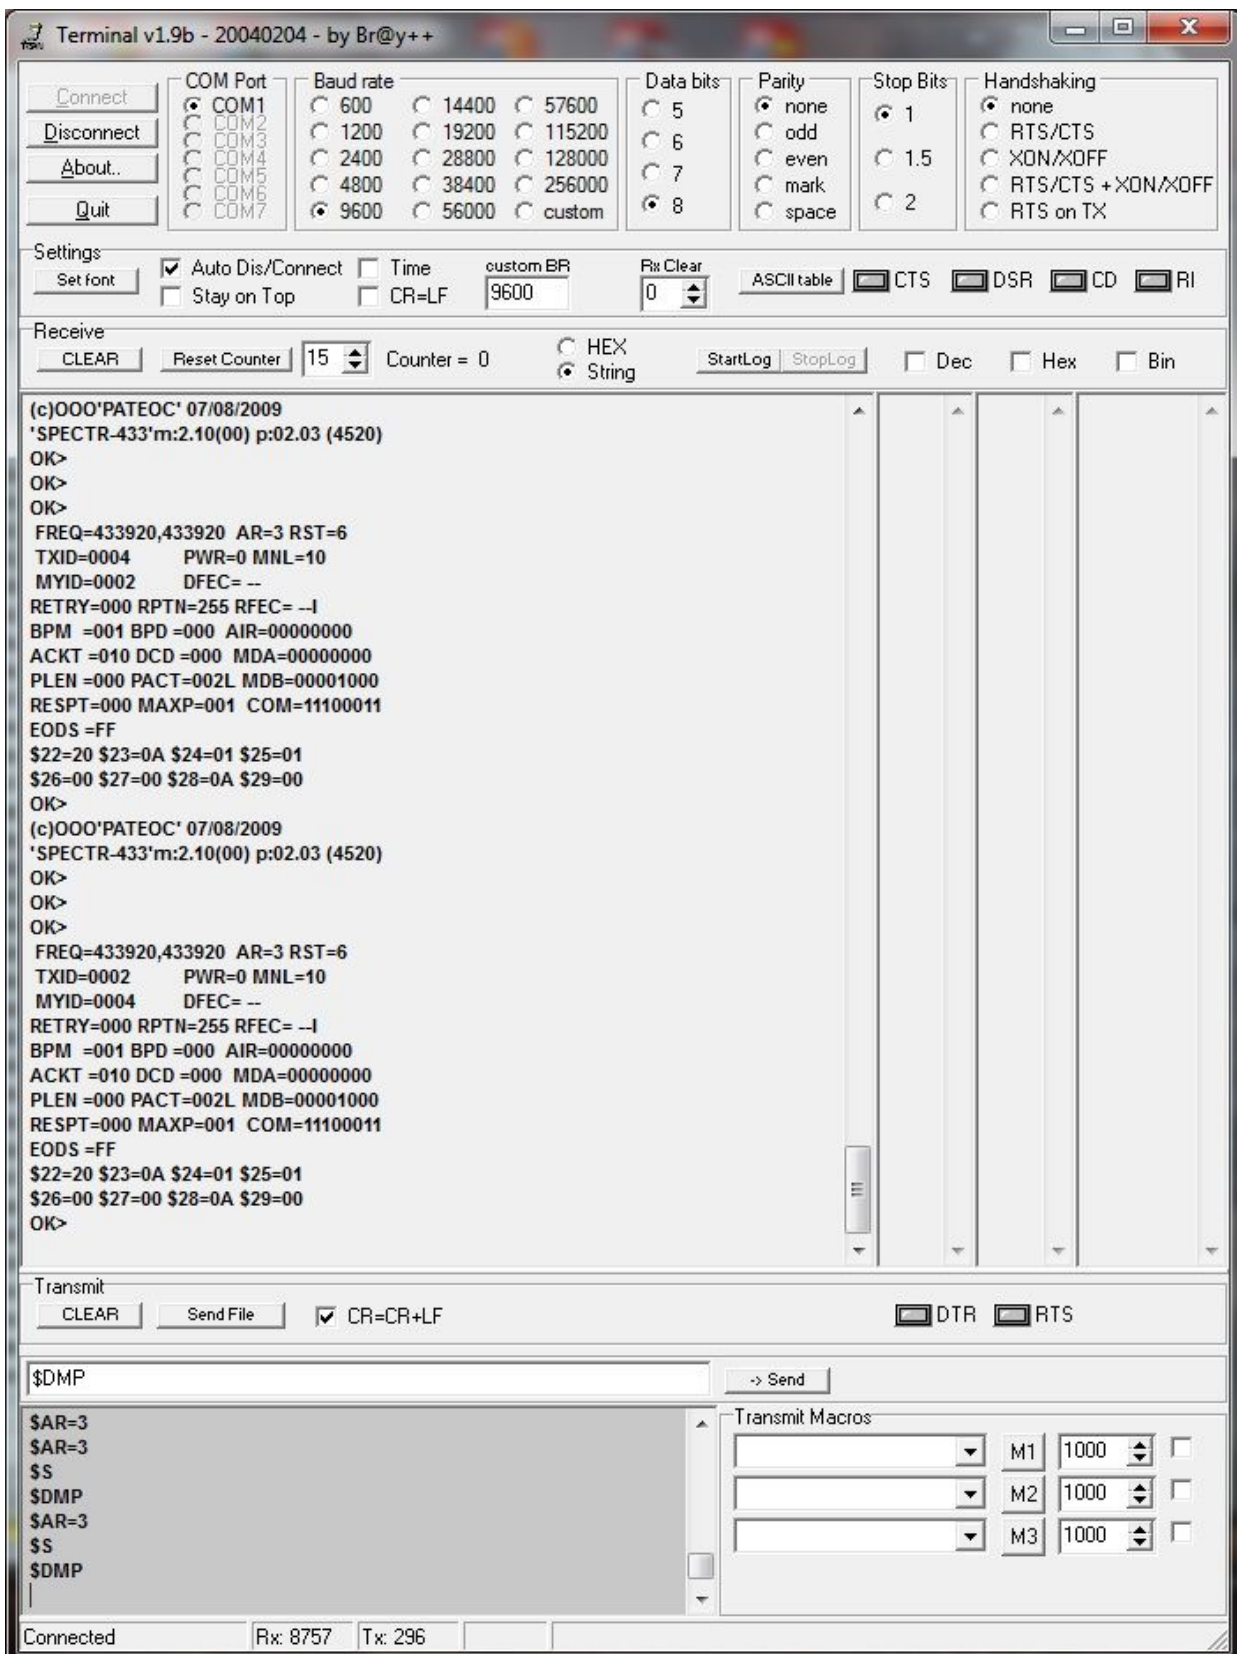 Terminal v1.9b - 20040204 - by Br@y++
Connect
Disconnect
About..
Quit
COM Port
COM1
COM2
COM3
COM4
COM5
COM6
COM7
Baud rate
600 14400 57600
1200 19200 115200
2400 28800 128000
4800 38400 256000
9600 56000 custom
Data bits
5
6
7
8
Parity
none
odd
even
mark
space
Stop Bits
1
1.5
2
Handshaking
none
RTS/CTS
XON/XOFF
RTS/CTS + XON/XOFF
RTS on TX
Settings
Set font
Auto Dis/Connect
Stay on Top
Time
CR=LF
custom BR
9600
Rx Clear
0
ASCII table
CTS DSR CD RI
Receive
CLEAR
Reset Counter
15
Counter = 0
HEX
String
StartLog StopLog
Dec Hex Bin
(c)OOO'PATEOC' 07/08/2009
'SPECTR-433'm:2.10(00) p:02.03 (4520)
OK>
OK>
OK>
FREQ=433920,433920 AR=3 RST=6
TXID=0004 PWR=0 MNL=10
MYID=0002 DFEC= --
RETRY=000 RPTN=255 RFEC= --I
BPM =001 BPD =000 AIR=00000000
ACKT =010 DCD =000 MDA=00000000
PLEN =000 PACT=002L MDB=00001000
RESPT=000 MAXP=001 COM=11100011
EODS =FF
$22=20 $23=0A $24=01 $25=01
$26=00 $27=00 $28=0A $29=00
OK>
(c)OOO'PATEOC' 07/08/2009
'SPECTR-433'm:2.10(00) p:02.03 (4520)
OK>
OK>
OK>
FREQ=433920,433920 AR=3 RST=6
TXID=0002 PWR=0 MNL=10
MYID=0004 DFEC= --
RETRY=000 RPTN=255 RFEC= --I
BPM =001 BPD =000 AIR=00000000
ACKT =010 DCD =000 MDA=00000000
PLEN =000 PACT=002L MDB=00001000
RESPT=000 MAXP=001 COM=11100011
EODS =FF
$22=20 $23=0A $24=01 $25=01
$26=00 $27=00 $28=0A $29=00
OK>
Transmit
CLEAR
Send File
CR=CR+LF
DTR RTS
$DMP
-> Send
$AR=3
$AR=3
$S
$DMP
$AR=3
$S
$DMP
Transmit Macros
M1 1000
M2 1000
M3 1000
Connected
Rx: 8757
Tx: 296